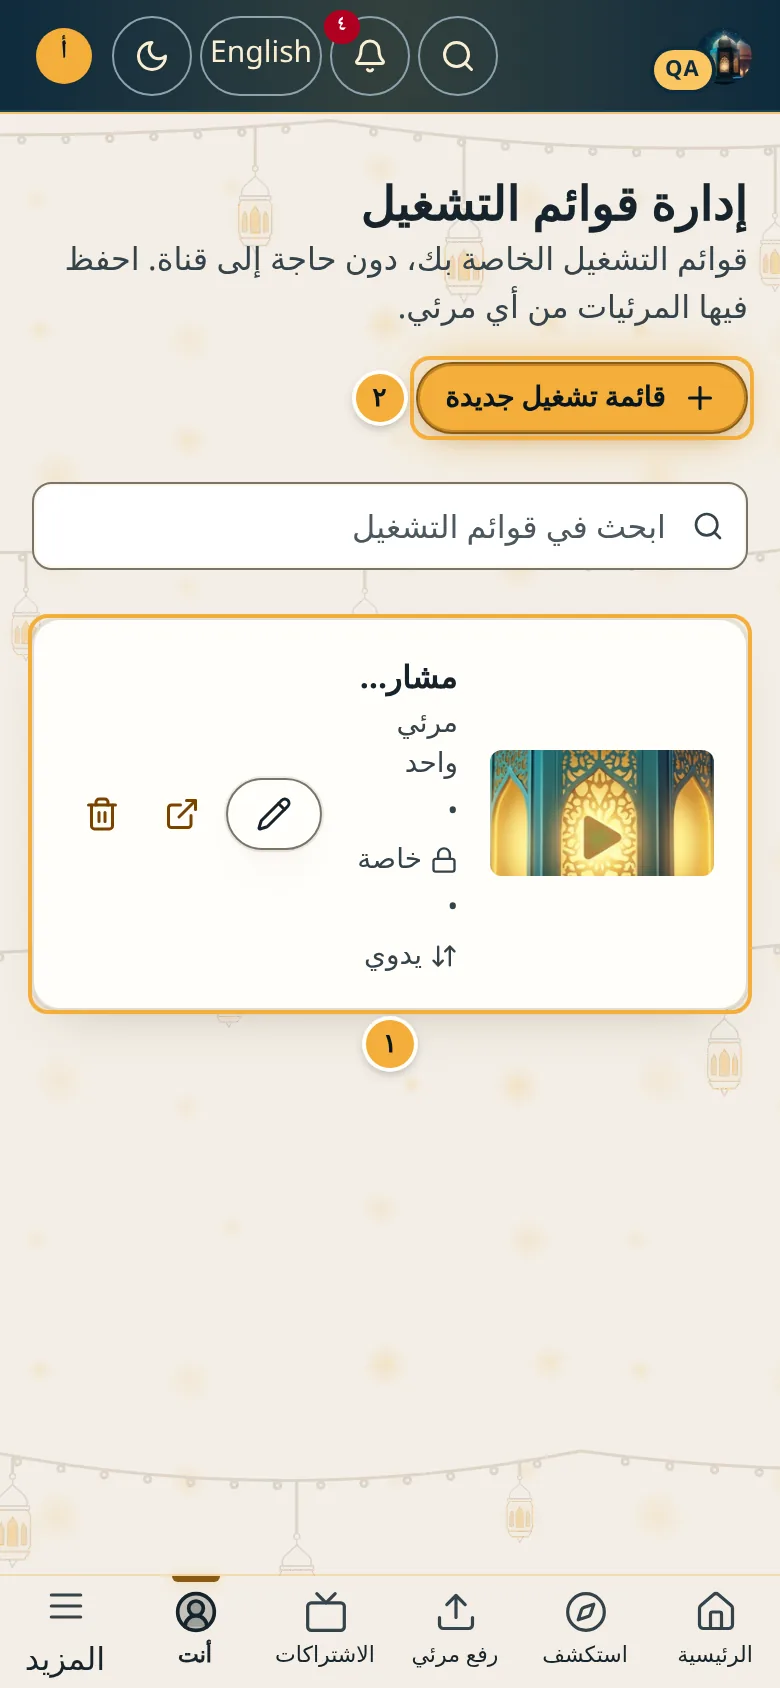 QA
٤
English
أ
إدارة قوائم التشغيل
قوائم التشغيل الخاصة بك، دون حاجة إلى قناة. احفظ
فيها المرئيات من أي مرئي.
قائمة تشغيل جديدة
٢
ابحث في قوائم التشغيل
مشار...
مرئي
واحد
•
خاصة
•
يدوي
١
الرئيسية
استكشف
رفع مرئي
الاشتراكات
أنت
المزيد